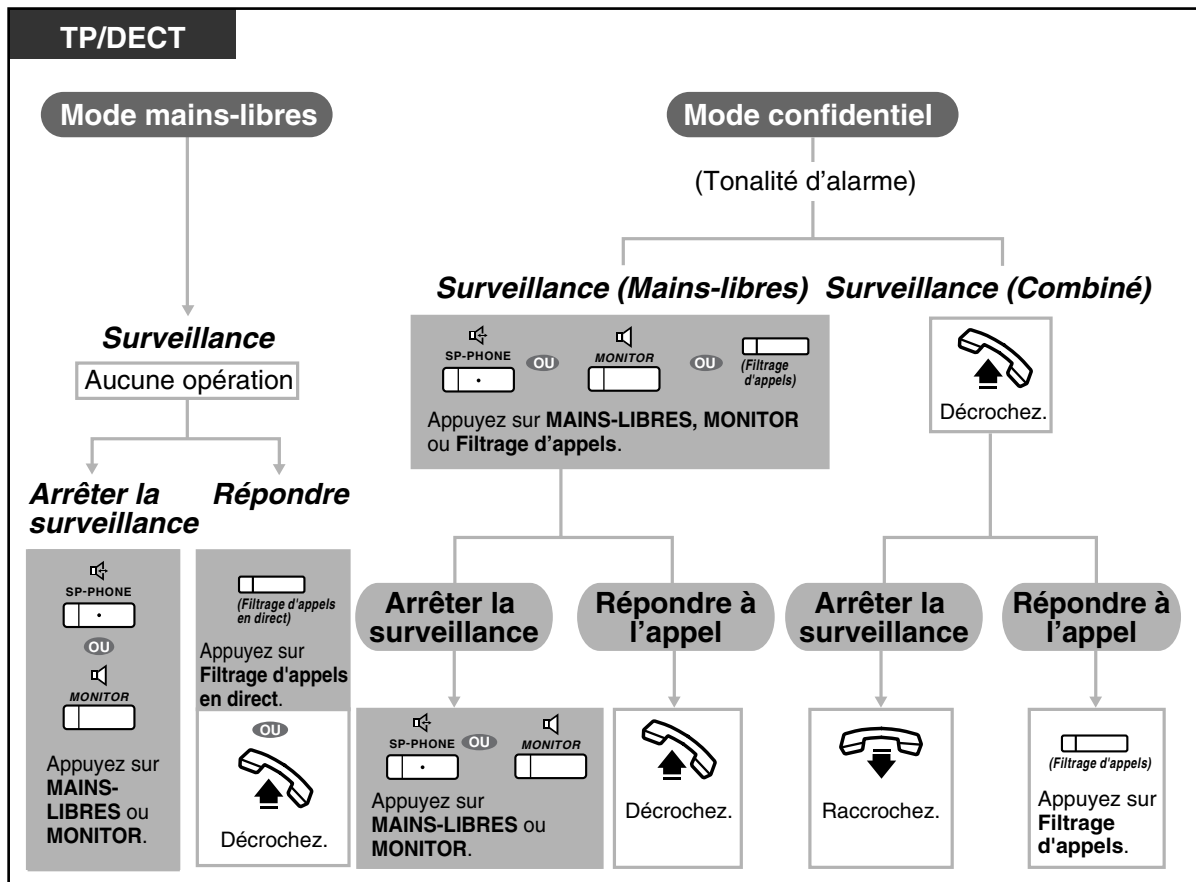 TP/DECT
Mode mains-libres
Surveillance
Aucune opération
Arrêter la
surveillance
SP-PHONE
OU
MONITOR
Appuyez sur
MAINS-
LIBRES ou
MONITOR.
Répondre
(Filtrage d'appels
en direct)
Appuyez sur
Filtrage d'appels
en direct.
OU
Décrochez.
Mode confidentiel
(Tonalité d'alarme)
Surveillance (Mains-libres)
SP-PHONE
OU
MONITOR
OU
(Filtrage
d'appels)
Appuyez sur MAINS-LIBRES, MONITOR
ou Filtrage d'appels.
Arrêter la
surveillance
SP-PHONE
OU
MONITOR
Appuyez sur
MAINS-LIBRES ou
MONITOR.
Répondre à
l'appel
Décrochez.
Surveillance (Combiné)
Décrochez.
Arrêter la
surveillance
Raccrochez.
Répondre à
l'appel
(Filtrage d'appels)
Appuyez sur
Filtrage
d'appels.